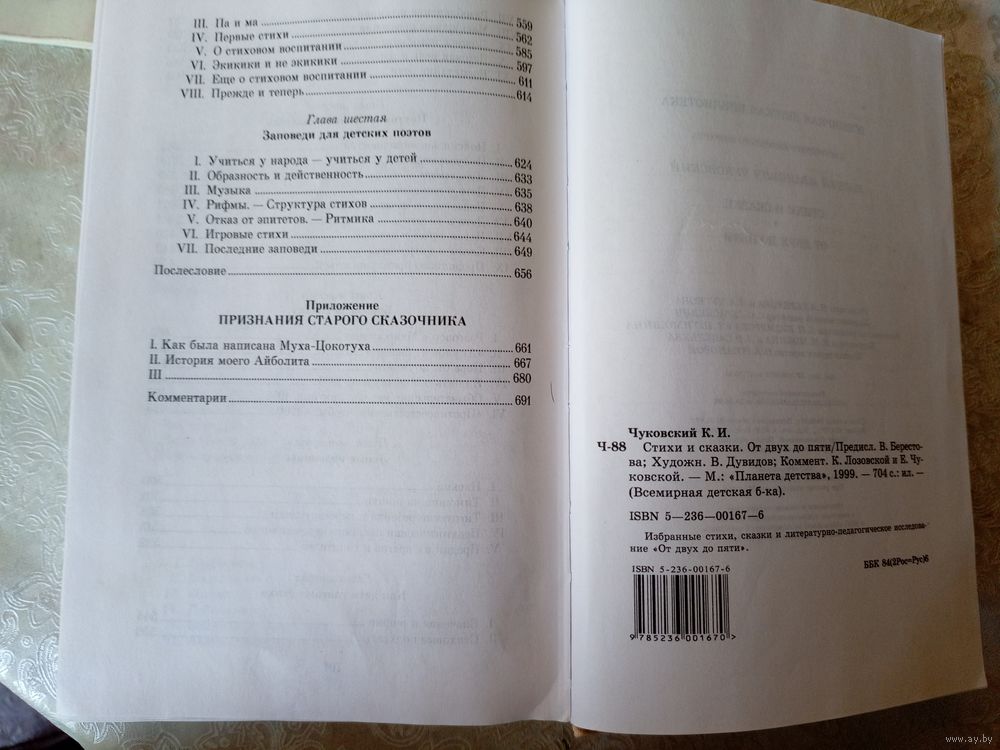 III. Па и ма 559
IV. Первые стихи 562
V. О стиховом воспитании 585
VI. Экикики и не экикики 597
VII. Еще о стиховом воспитании 611
VIII. Прежде и теперь 614
Глава шестая
Заповеди для детских поэтов
I. Учиться у народа — учиться у детей 624
II. Образность и действенность 633
III. Музыка 635
IV. Рифмы. — Структура стихов 638
V. Отказ от эпитетов. — Ритмика 640
VI. Игровые стихи 644
VII. Последние заповеди 649
Послесловие 656
Приложение
ПРИЗНАНИЯ СТАРОГО СКАЗОЧНИКА
I. Как была написана Муха-Цокотуха 661
II. История моего Айболита 667
III 680
Комментарии 691
Чуковский К. И.
Ч-88 Стихи и сказки. От двух до пяти/Предисл. В. Бересто-
ва; Художн. В. Дувидов; Коммент. К. Лозовской и Е. Чу-
ковской. — М.: «Планета детства», 1999. — 704 с.: ил. —
(Всемирная детская б-ка).
ISBN 5—236—00167—6
Избранные стихи, сказки и литературно-педагогическое исследова-
ние «От двух до пяти».
ББК 84(2Рос=Рус)6
ISBN 5-236-00167-6
9 785236 001670 >
www.ay.by